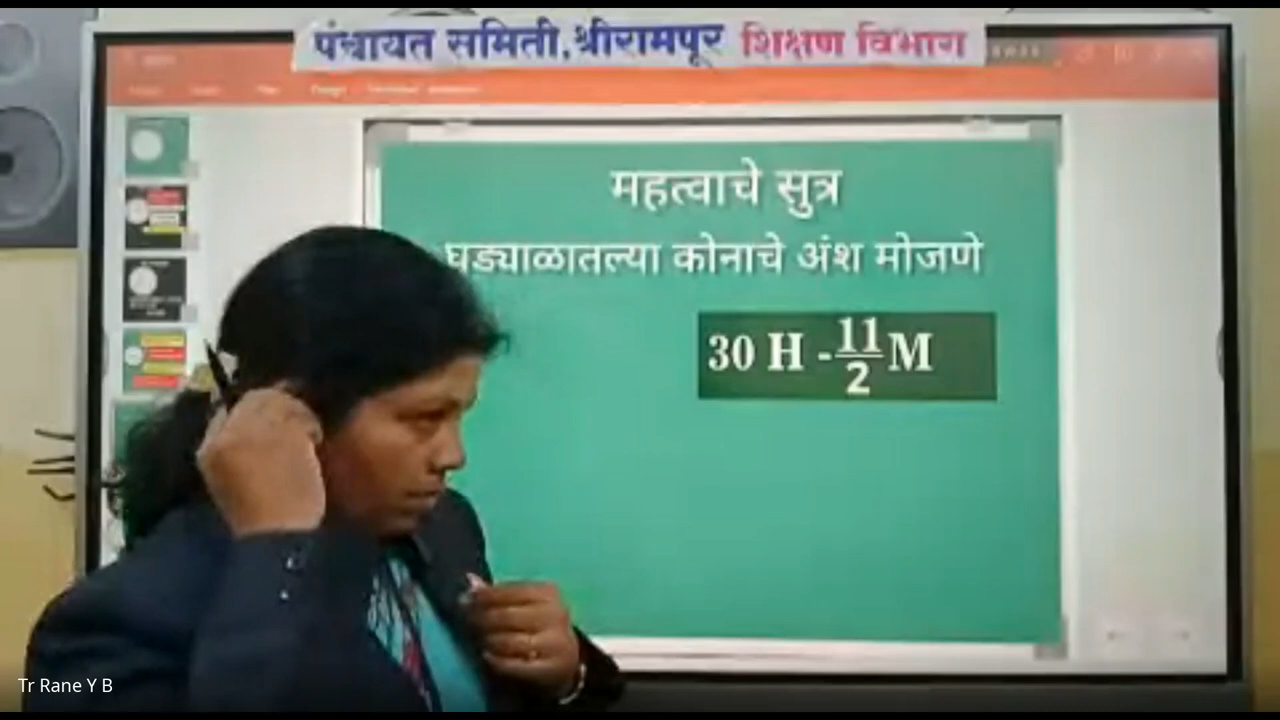 पंचायत समिती,श्रीरामपूर शिक्षण विभाग
महत्वाचे सुत्र
घड्याळातल्या कोनाचे अंश मोजणे
30 H - 11/2 M
Tr Rane Y B